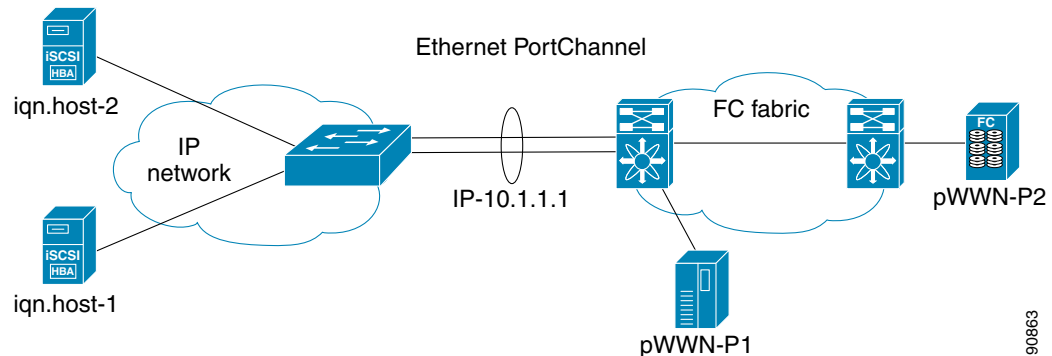 Ethernet PortChannel
iSCSI
HBA
iqn.host-2
IP
network
IP-10.1.1.1
FC fabric
FC
pWWN-P2
iSCSI
HBA
iqn.host-1
pWWN-P1
90863